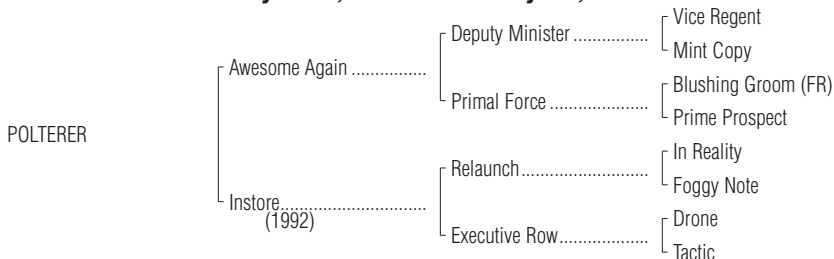 Vice Regent
Deputy Minister ................
Mint Copy
Awesome Again ................
Blushing Groom (FR)
Primal Force .....................
Prime Prospect
POLTERER
In Reality
Relaunch...........................
Foggy Note
Instore...............................
(1992)
Drone
Executive Row...................
Tactic